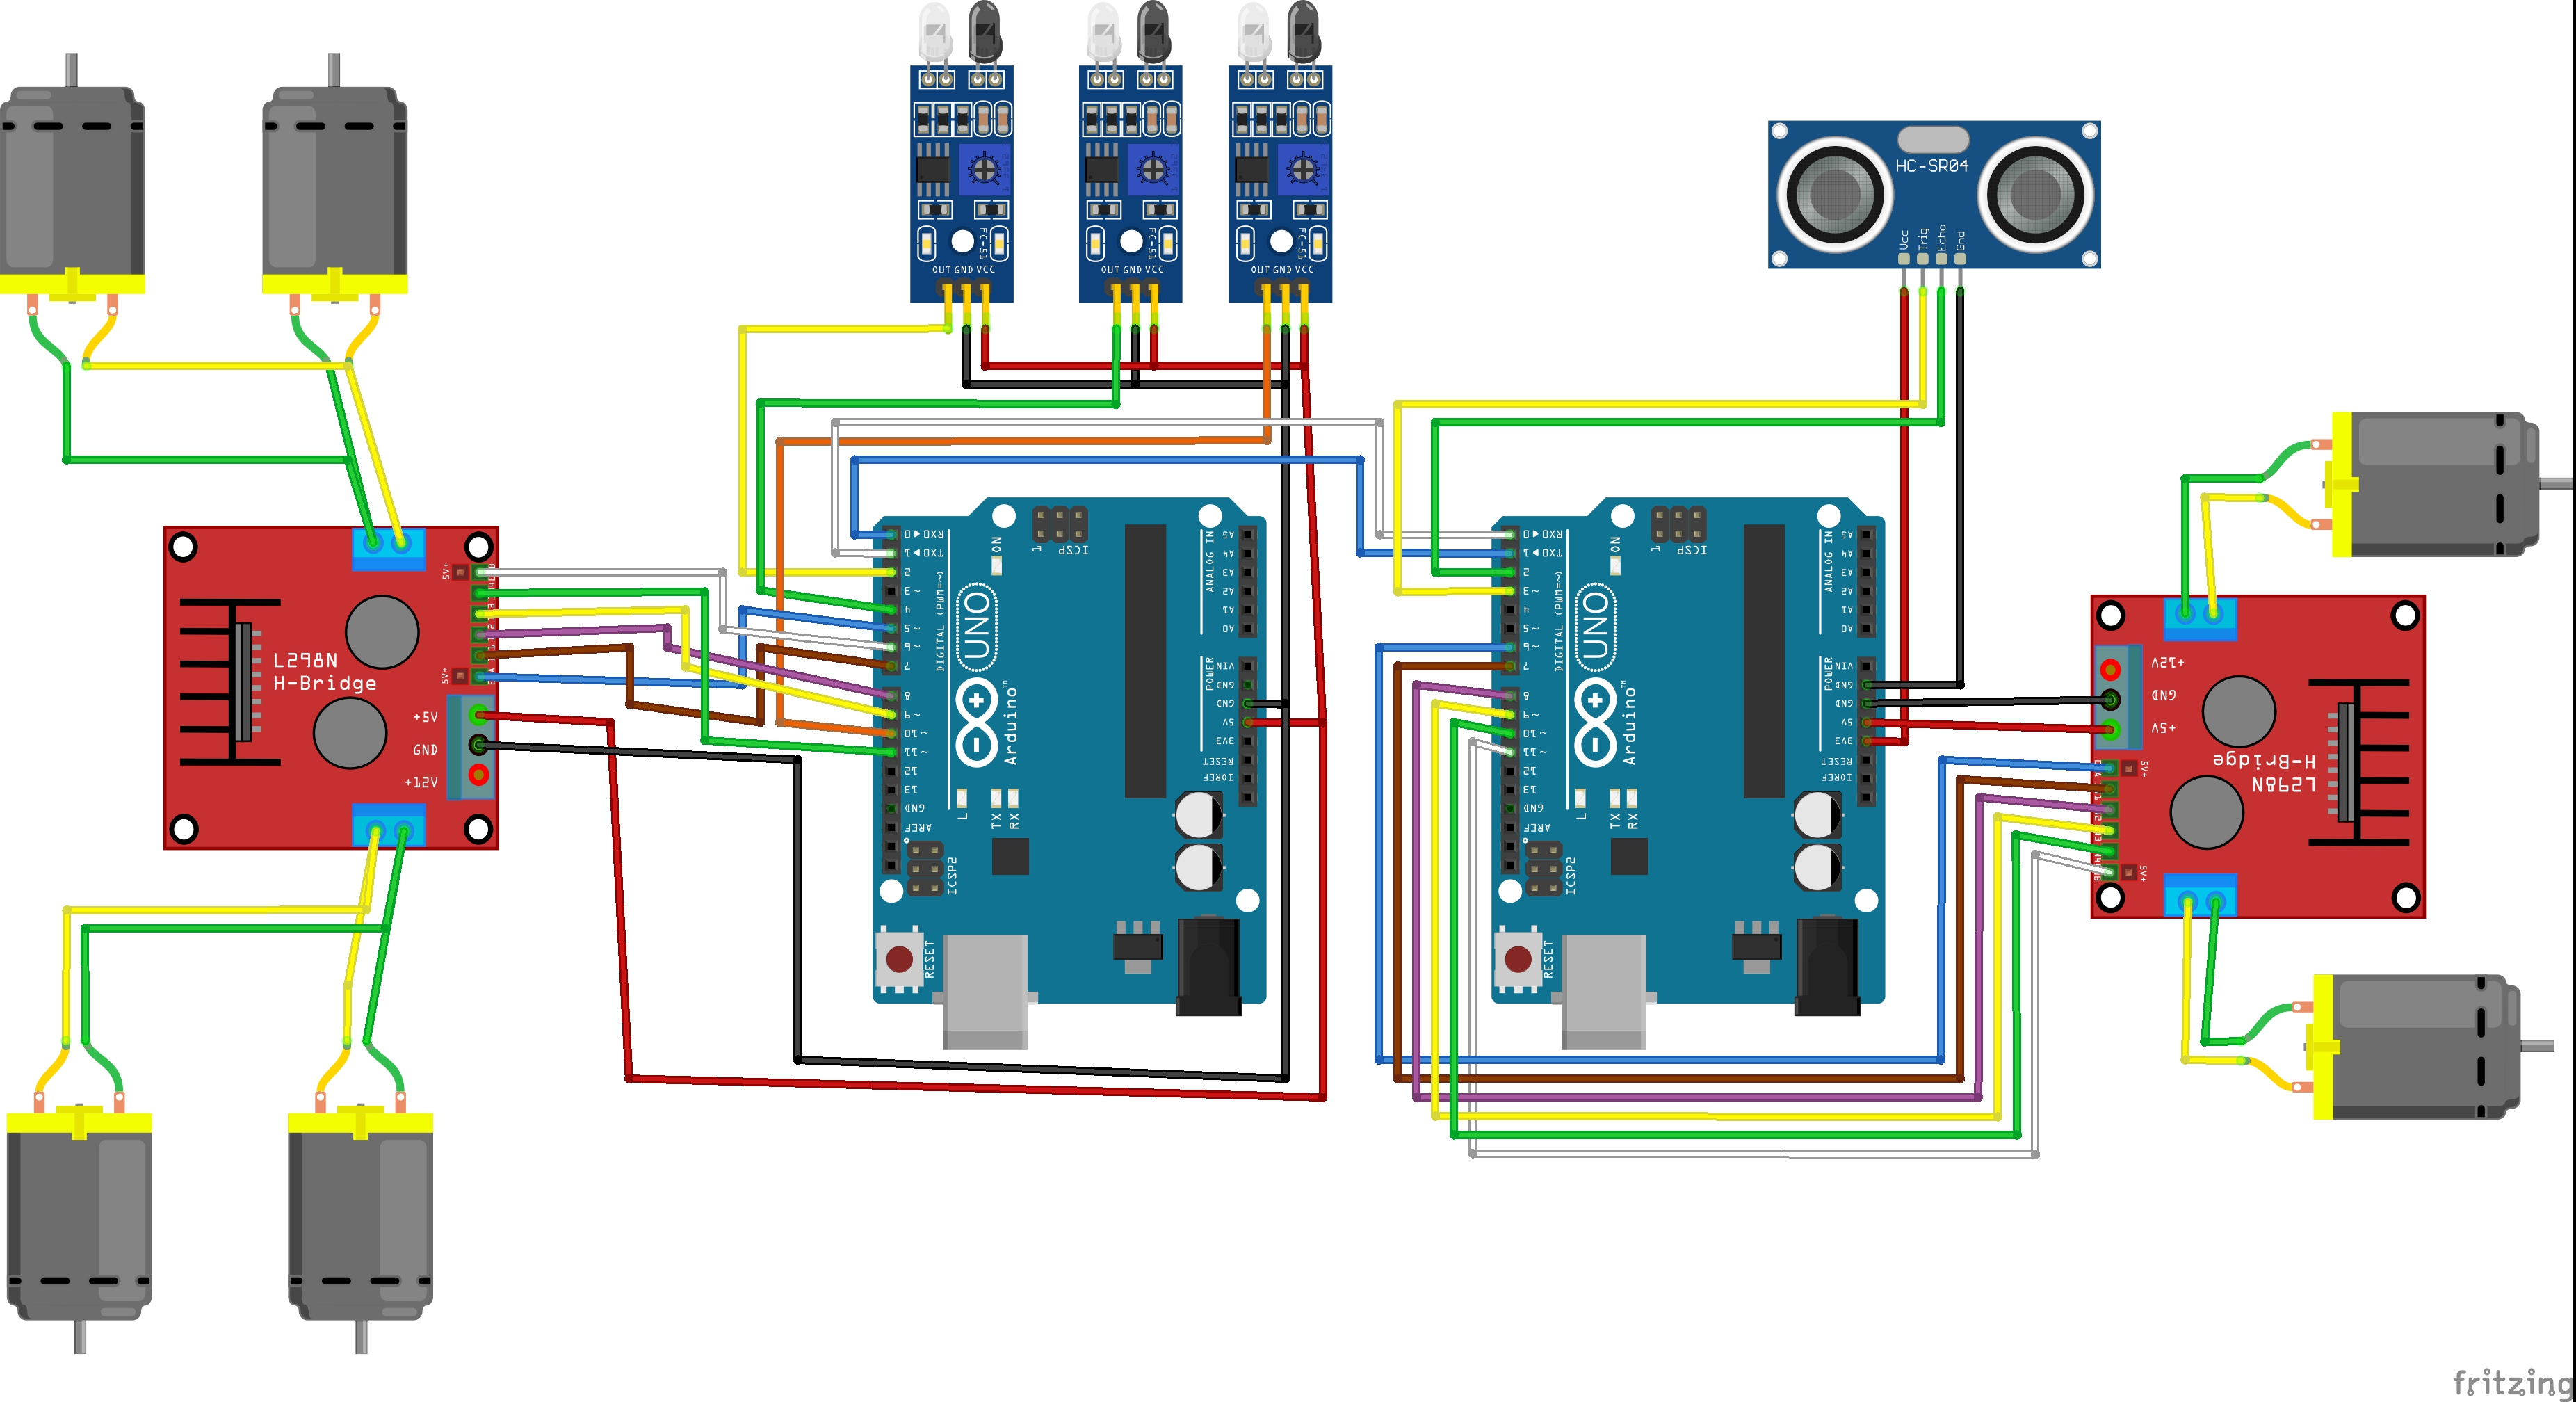 FC-51
OUT GND VCC
FC-51
OUT GND VCC
FC-51
OUT GND VCC
HC-SR04
Vcc
Trig
Echo
Gnd
L298N
H-Bridge
5V+
5V+
+5V
GND
+12V
RX0 0
TX0 1
2
~ 3
4
~ 5
~ 6
7
8
~ 9
~ 10
~ 11
12
13
GND
AREF
DIGITAL (PWM=~)
ON
1
ICSP
UNO
Arduino™
L
TX
RX
ICSP2
RESET
ANALOG IN
A5
A4
A3
A2
A1
A0
POWER
VIN
GND
GND
5V
3V3
RESET
IOREF
RX0 0
TX0 1
2
~ 3
4
~ 5
~ 6
7
8
~ 9
~ 10
~ 11
12
13
GND
AREF
DIGITAL (PWM=~)
ON
1
ICSP
UNO
Arduino™
L
TX
RX
ICSP2
RESET
ANALOG IN
A5
A4
A3
A2
A1
A0
POWER
VIN
GND
GND
5V
3V3
RESET
IOREF
+12V
GND
+5V
5V+
5V+
L298N
H-Bridge
fritzing